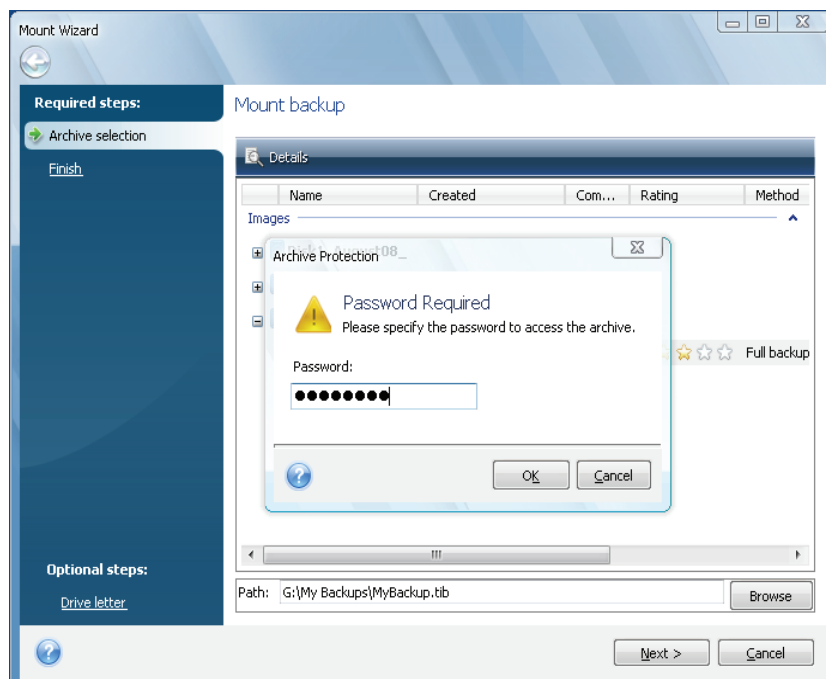 Mount Wizard
Required steps:
Archive selection
Finish
Optional steps:
Drive letter
Mount backup
Details
Name Created Com... Rating Method
Images
August08_
Full backup
Archive Protection
Password Required
Please specify the password to access the archive.
Password:
●●●●●●●●
OK Cancel
Path: G:\My Backups\MyBackup.tib Browse
Next > Cancel